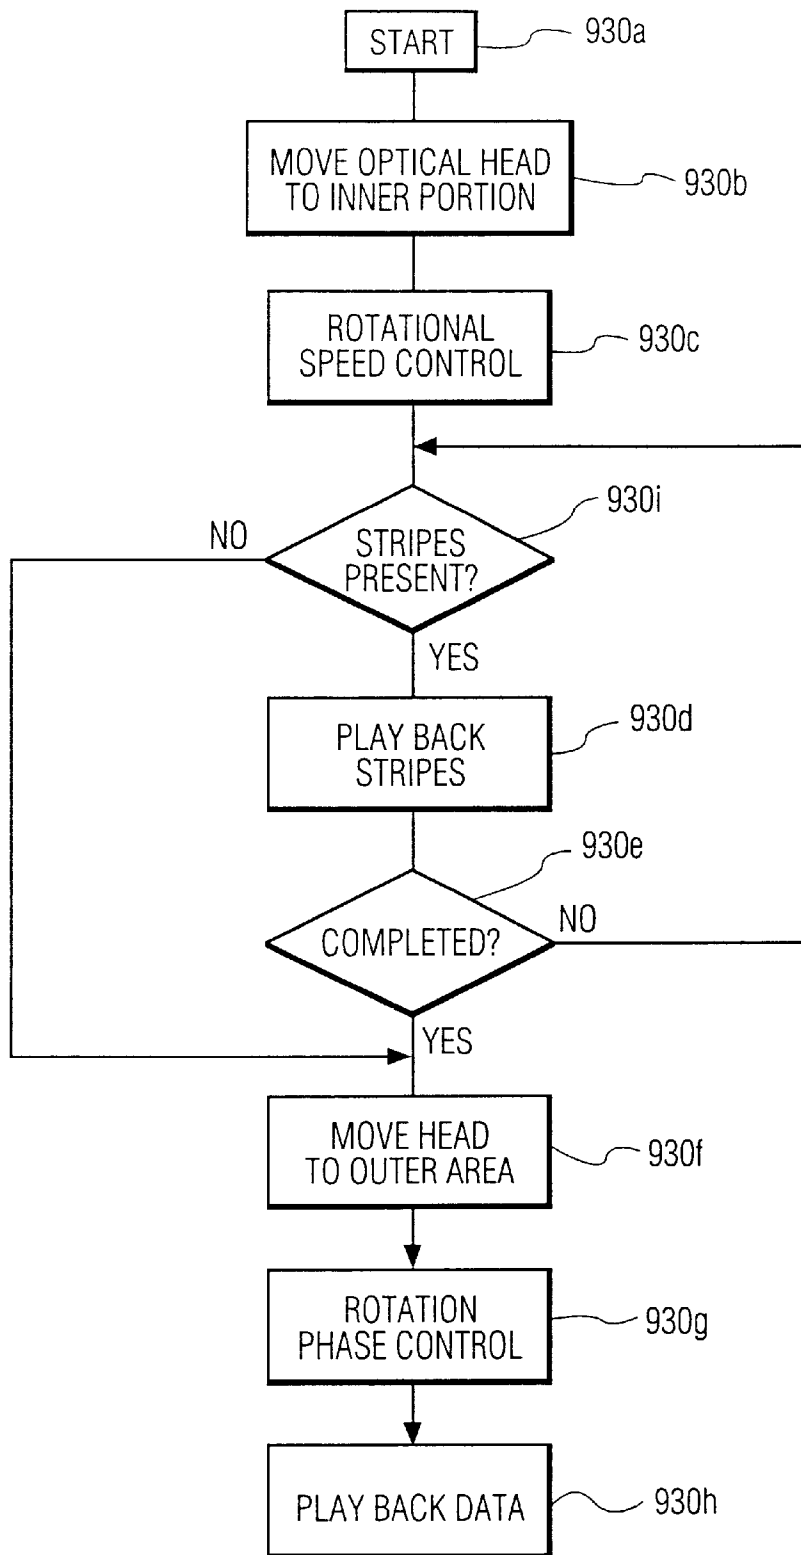 START
930a
MOVE OPTICAL HEAD
TO INNER PORTION
930b
ROTATIONAL
SPEED CONTROL
930c
930i
NO
STRIPES
PRESENT?
YES
930d
PLAY BACK
STRIPES
930e
NO
COMPLETED?
YES
MOVE HEAD
TO OUTER AREA
930f
ROTATION
PHASE CONTROL
930g
PLAY BACK DATA
930h